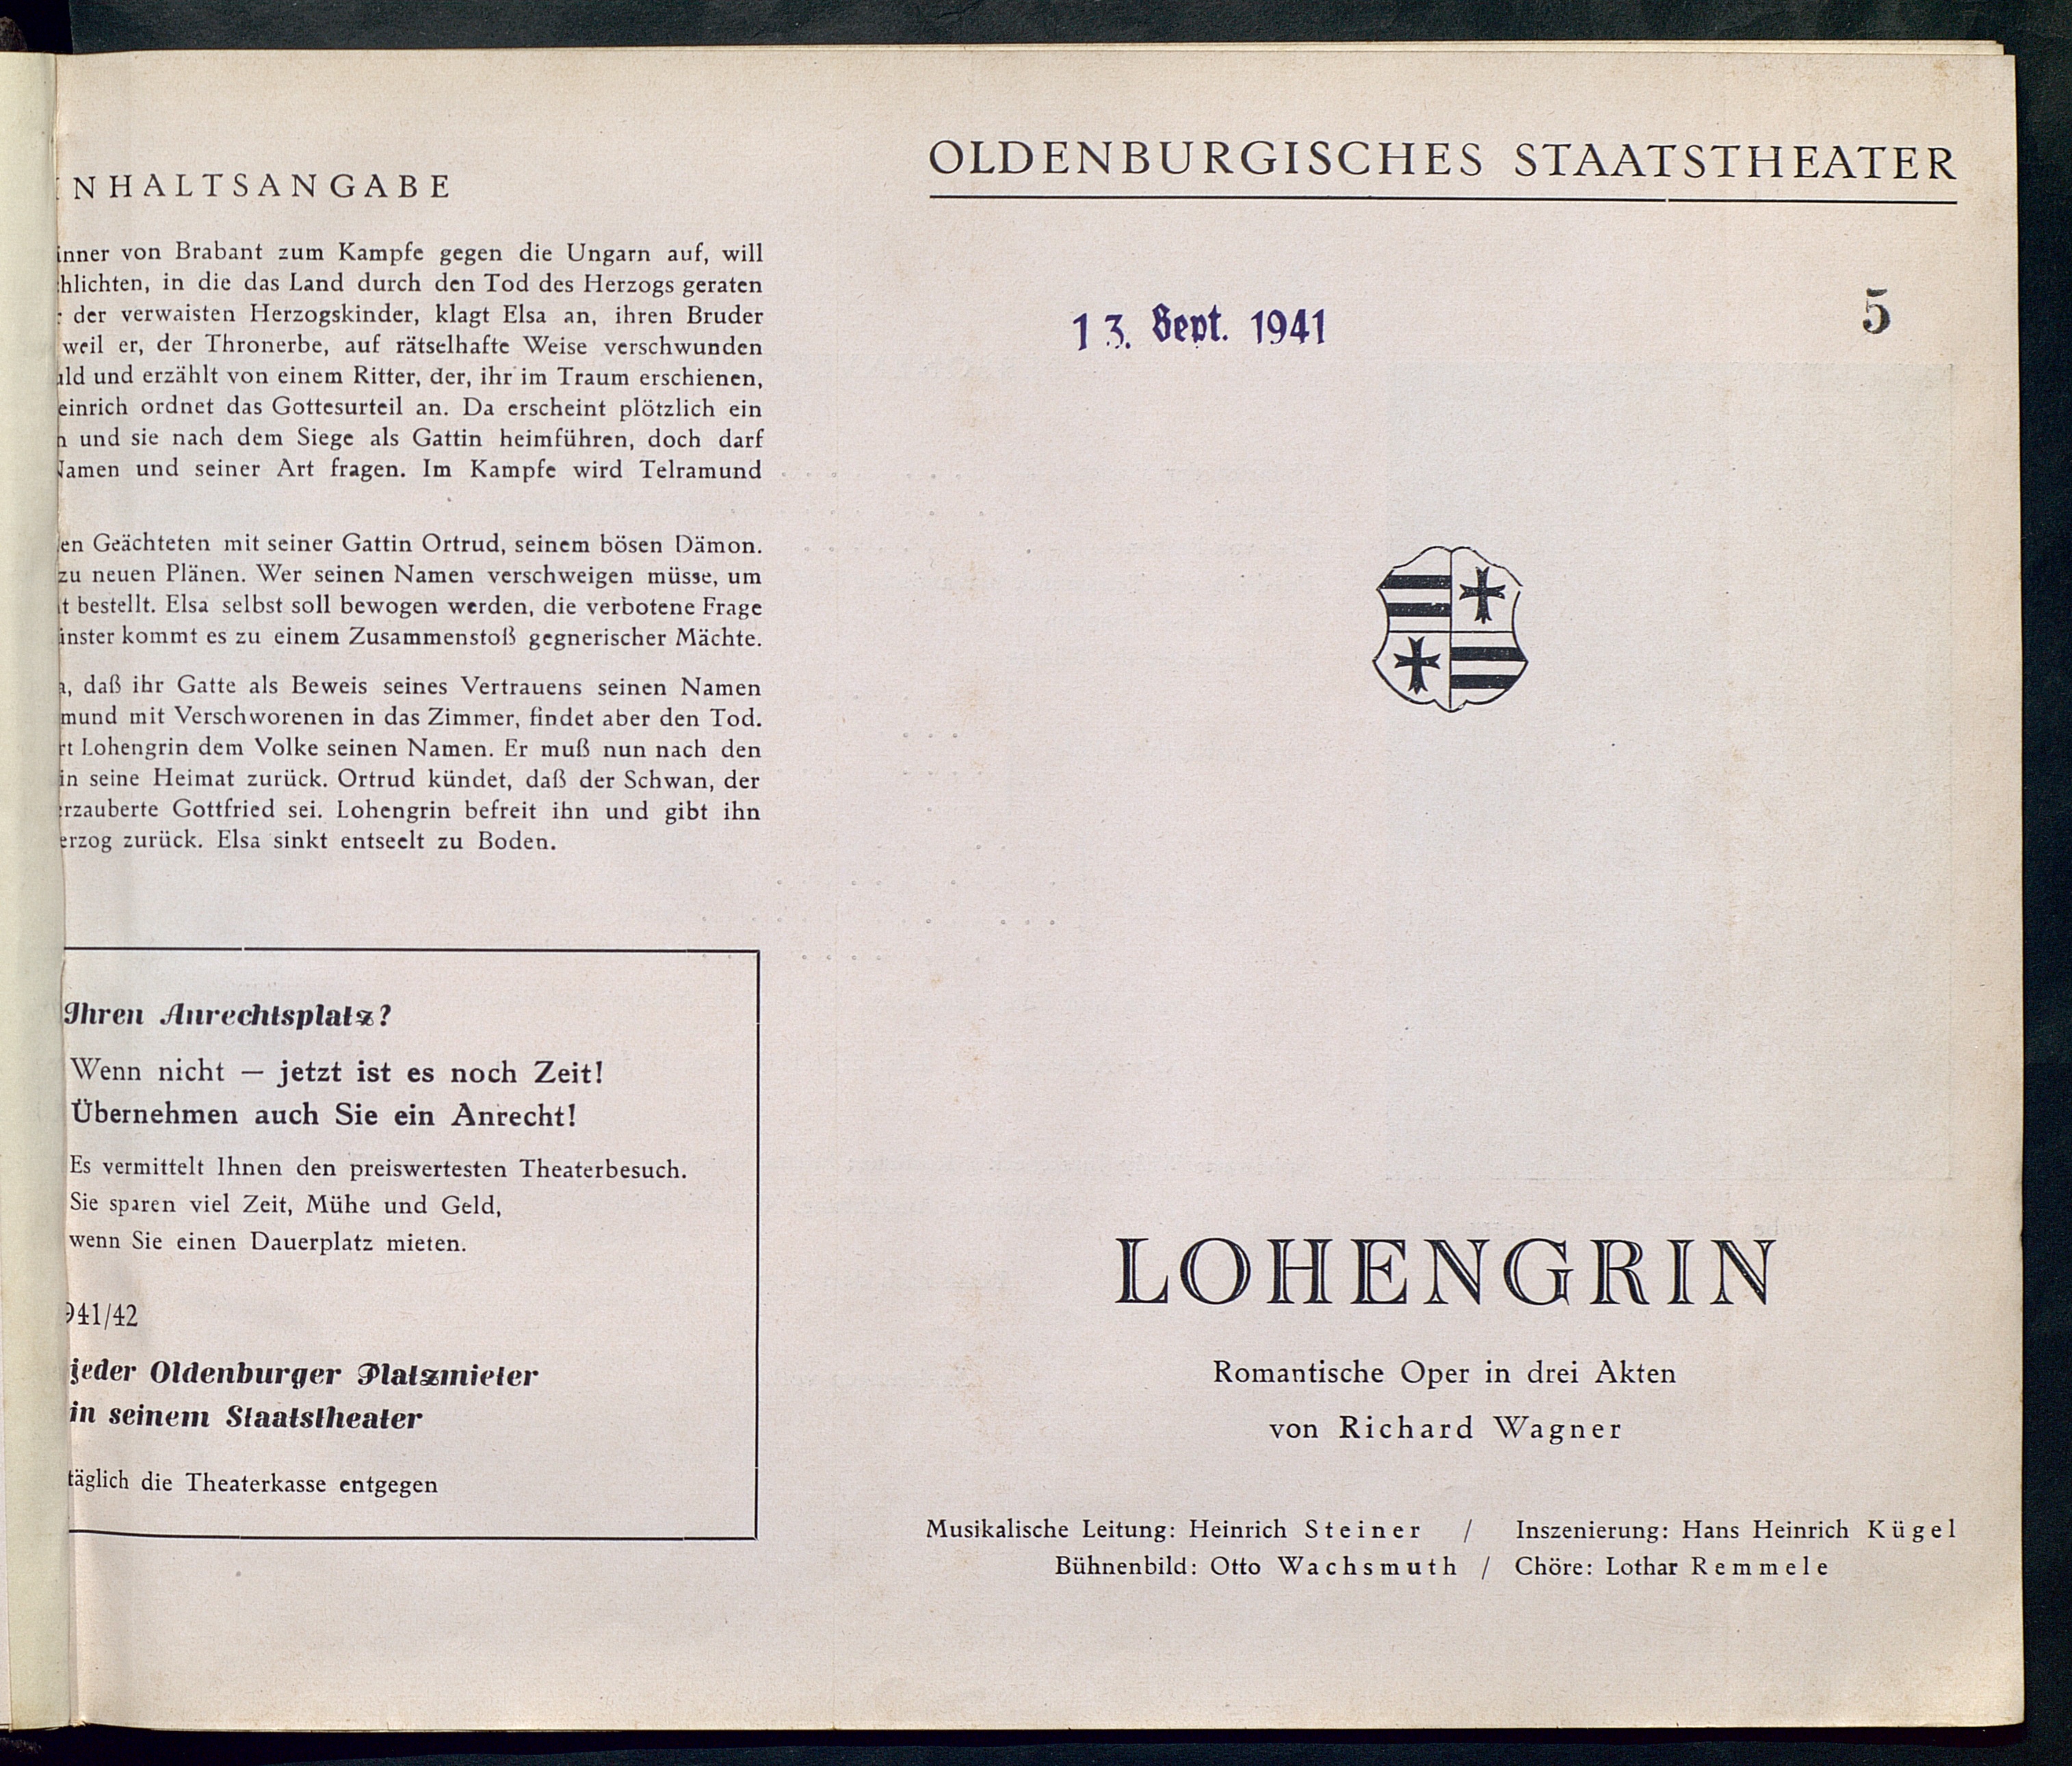 INHALTSANGABE
inner von Brabant zum Kampfe gegen die Ungarn auf, will
hlichten, in die das Land durch den Tod des Herzogs geraten
der verwaisten Herzogskinder, klagt Elsa an, ihren Bruder
weil er, der Thronerbe, auf rätselhafte Weise verschwunden
ld und erzählt von einem Ritter, der, ihr im Traum erschienen,
einrich ordnet das Gottesurteil an. Da erscheint plötzlich ein
n und sie nach dem Siege als Gattin heimführen, doch darf
Namen und seiner Art fragen. Im Kampfe wird Telramund
en Geächteten mit seiner Gattin Ortrud, seinem bösen Dämon.
zu neuen Plänen. Wer seinen Namen verschweigen müsse, um
t bestellt. Elsa selbst soll bewogen werden, die verbotene Frage
inster kommt es zu einem Zusammenstoß gegnerischer Mächte.
a, daß ihr Gatte als Beweis seines Vertrauens seinen Namen
mund mit Verschworenen in das Zimmer, findet aber den Tod.
rt Lohengrin dem Volke seinen Namen. Er muß nun nach den
in seine Heimat zurück. Ortrud kündet, daß der Schwan, der
rzauberte Gottfried sei. Lohengrin befreit ihn und gibt ihn
erzog zurück. Elsa sinkt entseelt zu Boden.
Ihren Anrechtsplatz?
Wenn nicht — jetzt ist es noch Zeit!
Übernehmen auch Sie ein Anrecht!
Es vermittelt Ihnen den preiswertesten Theaterbesuch.
Sie sparen viel Zeit, Mühe und Geld,
wenn Sie einen Dauerplatz mieten.
941/42
jeder Oldenburger Platzmieter
in seinem Staatstheater
täglich die Theaterkasse entgegen
OLDENBURGISCHES STAATSTHEATER
13. Sept. 1941
5
LOHENGRIN
Romantische Oper in drei Akten
von Richard Wagner
Musikalische Leitung: Heinrich Steiner / Inszenierung: Hans Heinrich Kügel
Bühnenbild: Otto Wachsmuth / Chöre: Lothar Remmele